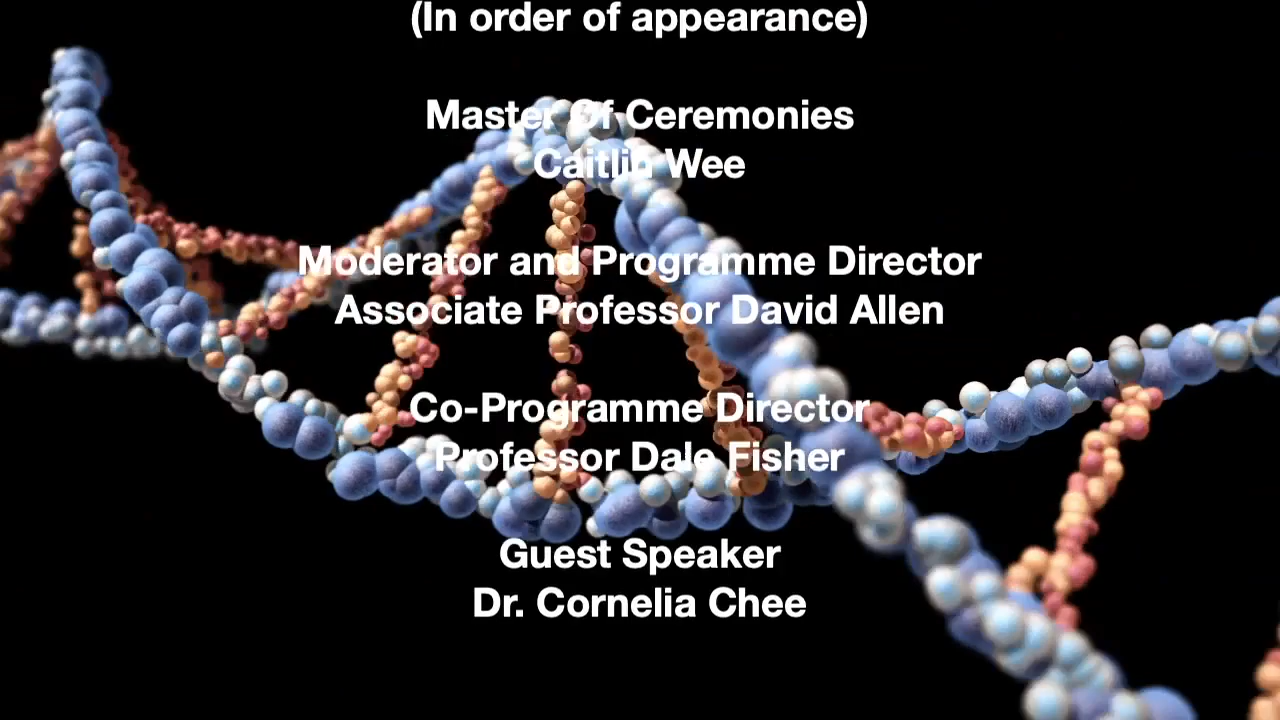 (In order of appearance)
Master Of Ceremonies
Caitlin Wee
Moderator and Programme Director
Associate Professor David Allen
Co-Programme Director
Professor Dale Fisher
Guest Speaker
Dr. Cornelia Chee